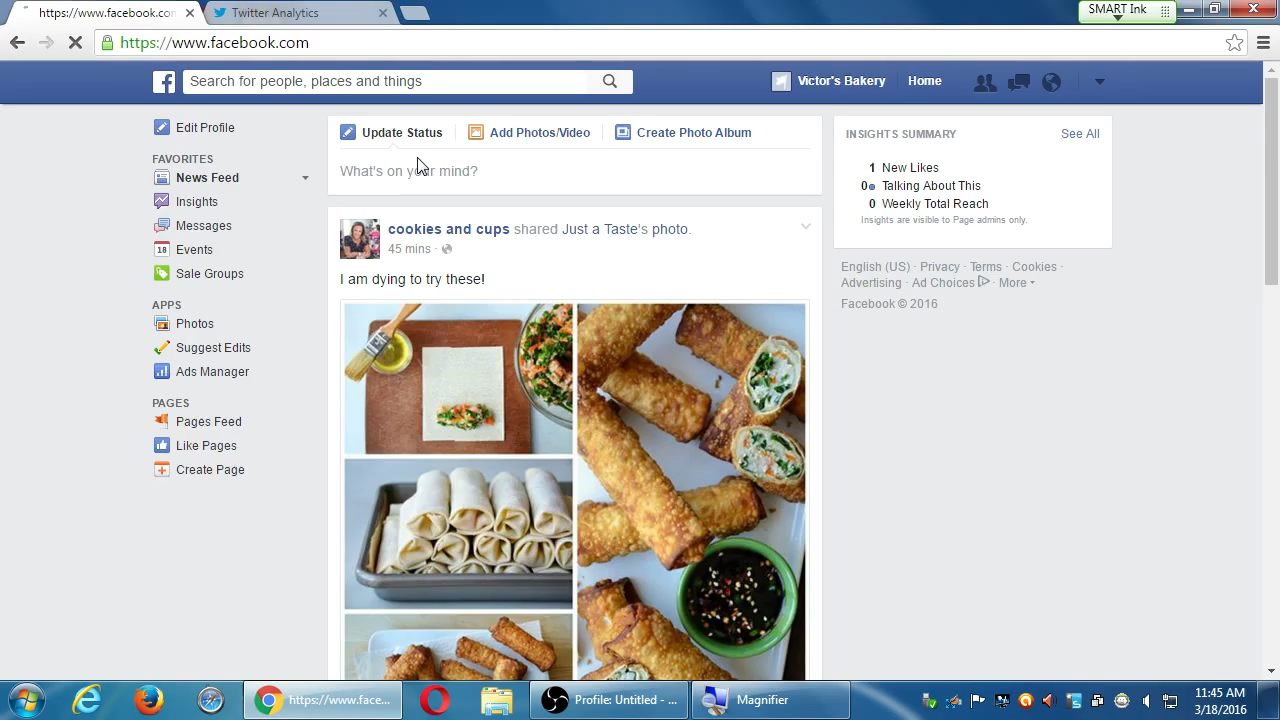 https://www.facebook.con
Twitter Analytics
SMART Ink
https://www.facebook.com
Search for people, places and things
Victor's Bakery
Home
Edit Profile
FAVORITES
News Feed
Insights
Messages
18
Events
Sale Groups
APPS
Photos
Suggest Edits
Ads Manager
PAGES
Pages Feed
Like Pages
Create Page
Update Status
Add Photos/Video
Create Photo Album
What's on your mind?
cookies and cups shared Just a Taste's photo.
45 mins ·
I am dying to try these!
INSIGHTS SUMMARY
See All
1 New Likes
0 Talking About This
0 Weekly Total Reach
Insights are visible to Page admins only.
English (US) · Privacy · Terms · Cookies ·
Advertising · Ad Choices · More
Facebook © 2016
https://www.face...
Profile: Untitled - ...
Magnifier
11:45 AM
3/18/2016